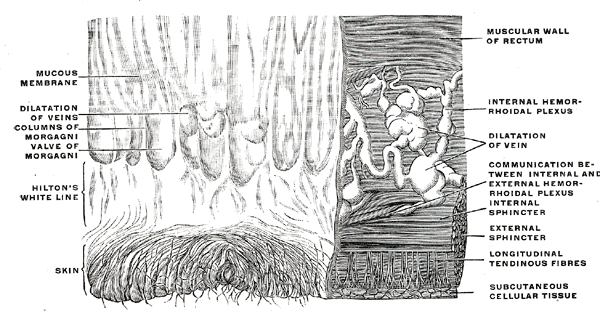 MUCOUS
MEMBRANE
DILATATION
OF VEINS
COLUMNS OF
MORGAGNI
VALVE OF
MORGAGNI
HILTON'S
WHITE LINE
SKIN
MUSCULAR WALL
OF RECTUM
INTERNAL HEMOR-
RHOIDAL PLEXUS
DILATATION
OF VEIN
COMMUNICATION BE-
TWEEN INTERNAL AND
EXTERNAL HEMOR-
RHOIDAL PLEXUS
INTERNAL
SPHINCTER
EXTERNAL
SPHINCTER
LONGITUDINAL
TENDINOUS FIBRES
SUBCUTANEOUS
CELLULAR TISSUE